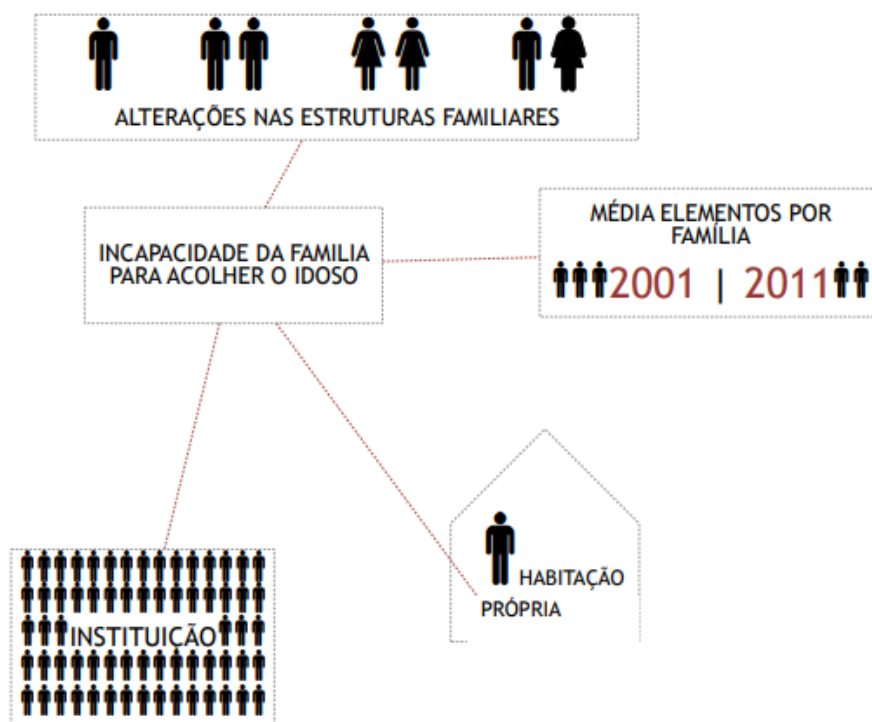 ALTERAÇÕES NAS ESTRUTURAS FAMILIARES
INCAPACIDADE DA FAMILIA
PARA ACOLHER O IDOSO
MÉDIA ELEMENTOS POR
FAMÍLIA
2001 | 2011
HABITAÇÃO
PRÓPRIA
INSTITUIÇÃO